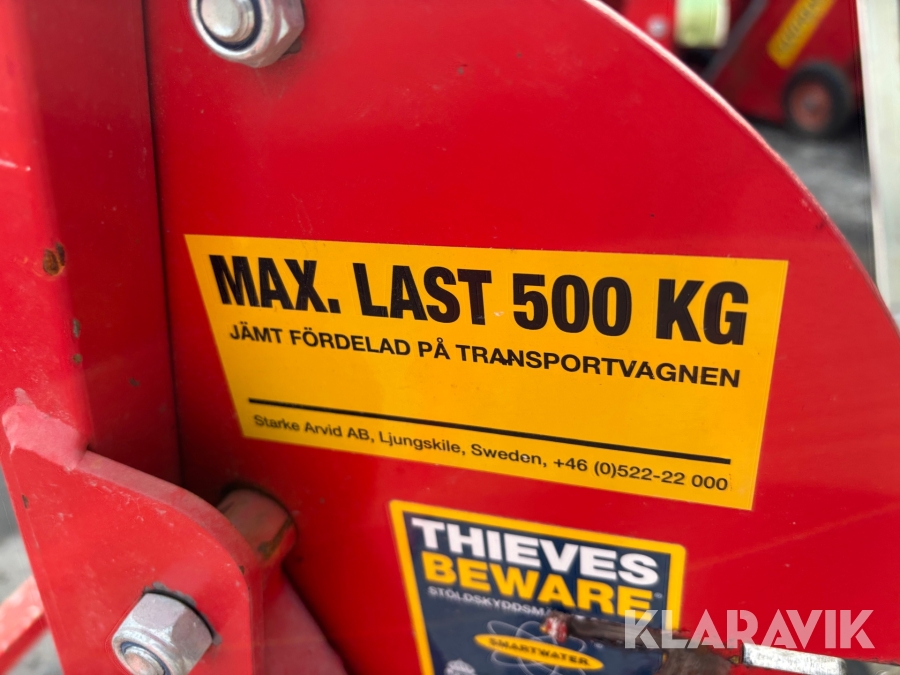 MAX. LAST 500 KG
JÄMT FÖRDELAD PÅ TRANSPORTVAGNEN
Starke Arvid AB, Ljungskile, Sweden, +46 (0)522-22 000
THIEVES
BEWARE
SMARTWATER
KLARAVIK